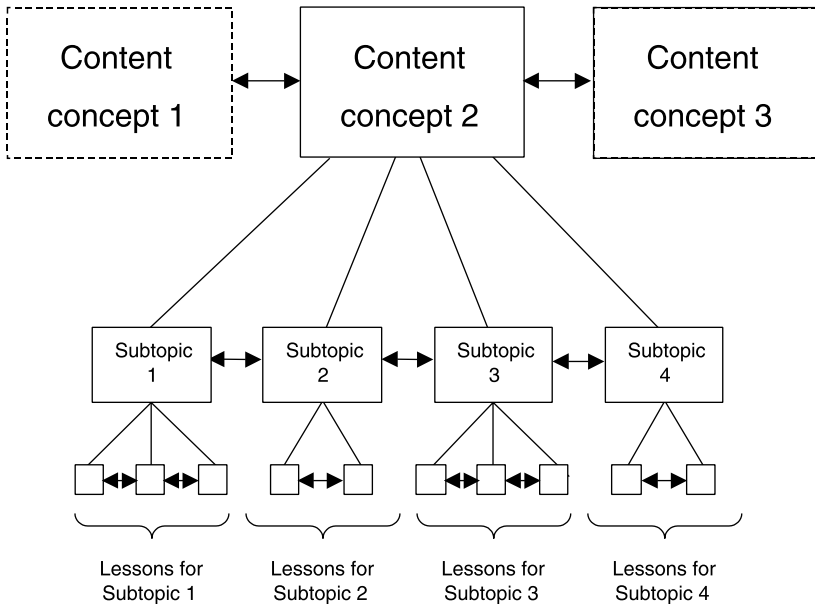 Content
concept 1
Content
concept 2
Content
concept 3
Subtopic
1
Subtopic
2
Subtopic
3
Subtopic
4
Lessons for
Subtopic 1
Lessons for
Subtopic 2
Lessons for
Subtopic 3
Lessons for
Subtopic 4